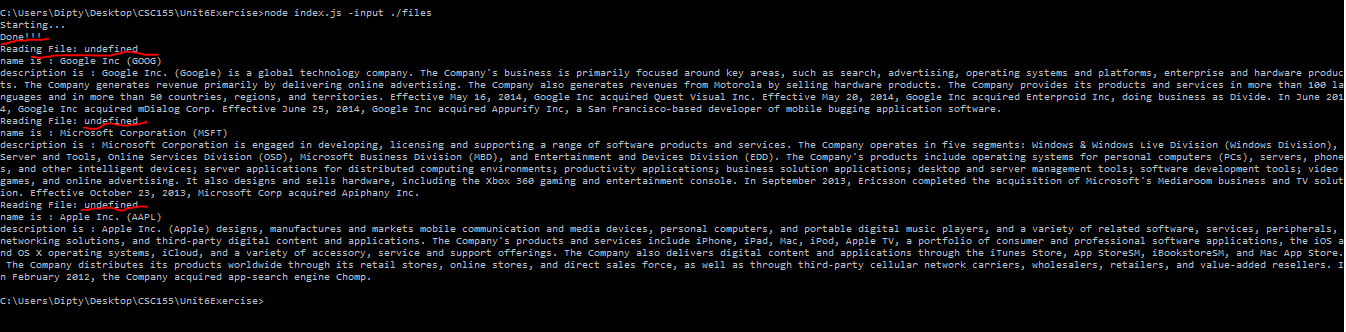 C:\Users\Dipty\Desktop\CSC155\Unit6Exercise>node index.js -input ./files
Starting...
Done!!!
Reading File: undefined
name is : Google Inc (GOOG)
description is : Google Inc. (Google) is a global technology company. The Company's business is primarily focused around key areas, such as search, advertising, operating systems and platforms, enterprise and hardware produc
ts. The Company generates revenue primarily by delivering online advertising. The Company also generates revenues from Motorola by selling hardware products. The Company provides its products and services in more than 100 la
nguages and in more than 50 countries, regions, and territories. Effective May 16, 2014, Google Inc acquired Quest Visual Inc. Effective May 20, 2014, Google Inc acquired Enterproid Inc, doing business as Divide. In June 201
4, Google Inc acquired mDialog Corp. Effective June 25, 2014, Google Inc acquired Appurify Inc, a San Francisco-based developer of mobile bugging application software.
Reading File: undefined
name is : Microsoft Corporation (MSFT)
description is : Microsoft Corporation is engaged in developing, licensing and supporting a range of software products and services. The Company operates in five segments: Windows & Windows Live Division (Windows Division),
Server and Tools, Online Services Division (OSD), Microsoft Business Division (MBD), and Entertainment and Devices Division (EDD). The Company's products include operating systems for personal computers (PCs), servers, phone
s, and other intelligent devices; server applications for distributed computing environments; productivity applications; business solution applications; desktop and server management tools; software development tools; video
games, and online advertising. It also designs and sells hardware, including the Xbox 360 gaming and entertainment console. In September 2013, Ericsson completed the acquisition of Microsoft's Mediaroom business and TV solut
ion. Effective October 23, 2013, Microsoft Corp acquired Apiphany Inc.
Reading File: undefined
name is : Apple Inc. (AAPL)
description is : Apple Inc. (Apple) designs, manufactures and markets mobile communication and media devices, personal computers, and portable digital music players, and a variety of related software, services, peripherals,
networking solutions, and third-party digital content and applications. The Company's products and services include iPhone, iPad, Mac, iPod, Apple TV, a portfolio of consumer and professional software applications, the iOS a
nd OS X operating systems, iCloud, and a variety of accessory, service and support offerings. The Company also delivers digital content and applications through the iTunes Store, App StoreSM, iBookstoreSM, and Mac App Store.
The Company distributes its products worldwide through its retail stores, online stores, and direct sales force, as well as through third-party cellular network carriers, wholesalers, retailers, and value-added resellers. I
n February 2012, the Company acquired app-search engine Chomp.
C:\Users\Dipty\Desktop\CSC155\Unit6Exercise>